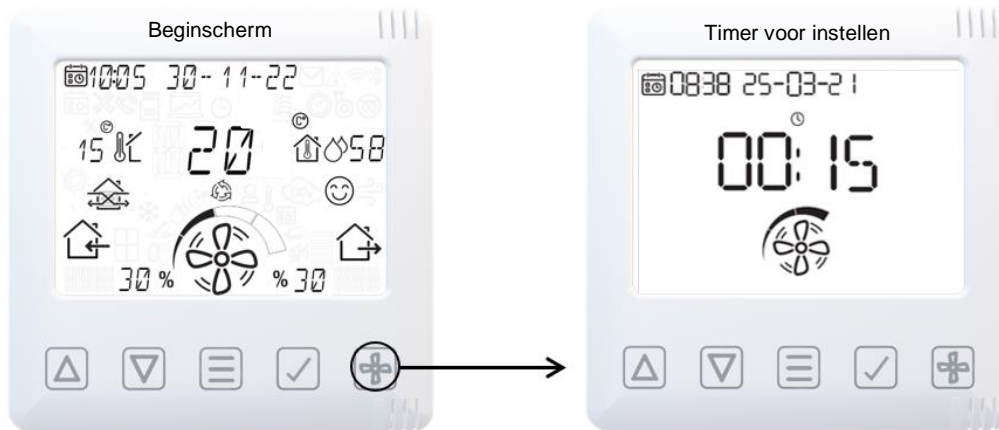 Beginscherm
10:05 30-11-22
15 C° 20 C° 58
30 % % 30
Timer voor instellen
0838 25-03-21
00:15